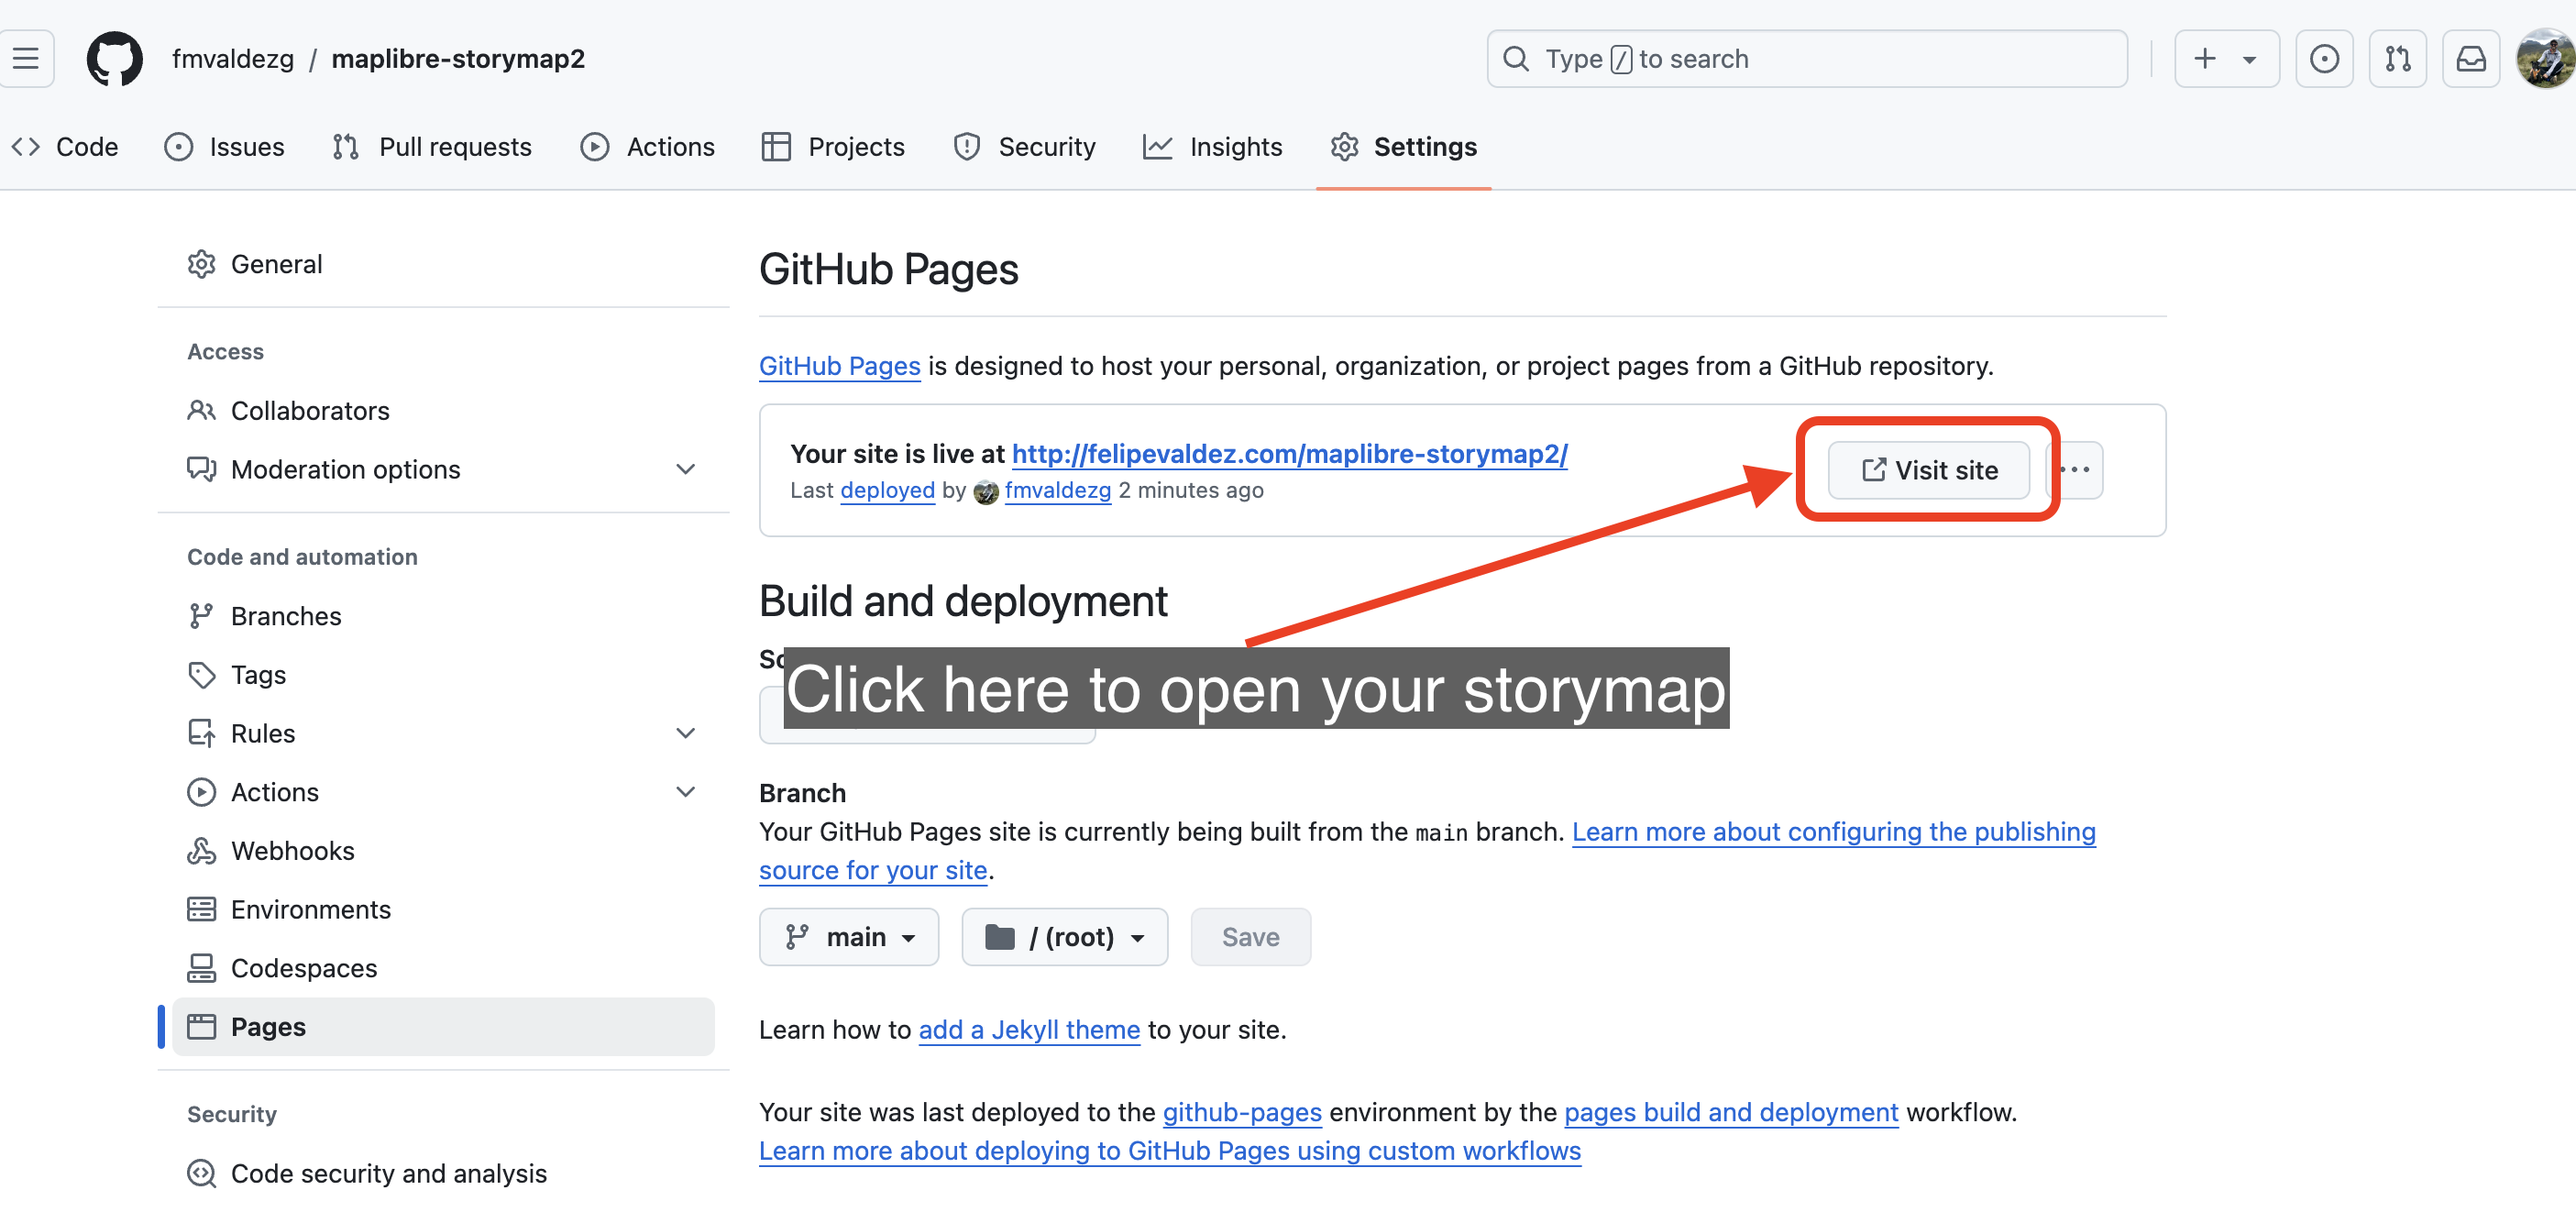 fmvaldezg / maplibre-storymap2
Type / to search
Code Issues Pull requests Actions Projects Security Insights Settings
General
Access
Collaborators
Moderation options
Code and automation
Branches
Tags
Rules
Actions
Webhooks
Environments
Codespaces
Pages
Security
Code security and analysis
GitHub Pages
GitHub Pages is designed to host your personal, organization, or project pages from a GitHub repository.
Your site is live at http://felipevaldez.com/maplibre-storymap2/
Last deployed by fmvaldezg 2 minutes ago
Visit site
Build and deployment
Click here to open your storymap
Branch
Your GitHub Pages site is currently being built from the main branch. Learn more about configuring the publishing
source for your site.
main / (root) Save
Learn how to add a Jekyll theme to your site.
Your site was last deployed to the github-pages environment by the pages build and deployment workflow.
Learn more about deploying to GitHub Pages using custom workflows